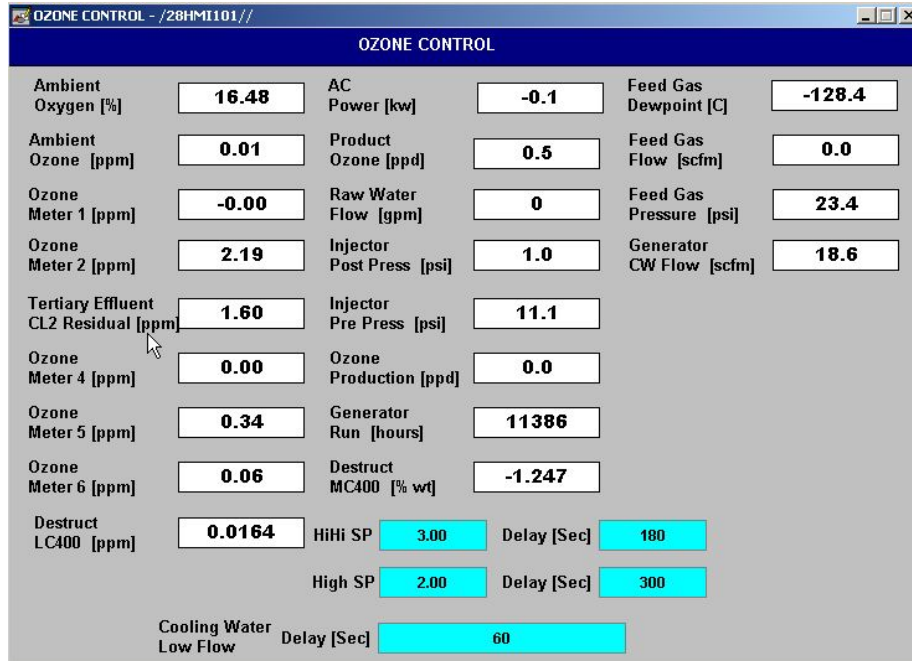 OZONE CONTROL - /28HMI101//
OZONE CONTROL
Ambient
Oxygen [%]
16.48
AC
Power [kw]
-0.1
Feed Gas
Dewpoint [C]
-128.4
Ambient
Ozone [ppm]
0.01
Product
Ozone [ppd]
0.5
Feed Gas
Flow [scfm]
0.0
Ozone
Meter 1 [ppm]
-0.00
Raw Water
Flow [gpm]
0
Feed Gas
Pressure [psi]
23.4
Ozone
Meter 2 [ppm]
2.19
Injector
Post Press [psi]
1.0
Generator
CW Flow [scfm]
18.6
Tertiary Effluent
CL2 Residual [ppm]
1.60
Injector
Pre Press [psi]
11.1
Ozone
Meter 4 [ppm]
0.00
Ozone
Production [ppd]
0.0
Ozone
Meter 5 [ppm]
0.34
Generator
Run [hours]
11386
Ozone
Meter 6 [ppm]
0.06
Destruct
MC400 [% wt]
-1.247
Destruct
LC400 [ppm]
0.0164
HiHi SP
3.00
Delay [Sec]
180
High SP
2.00
Delay [Sec]
300
Cooling Water
Low Flow
Delay [Sec]
60